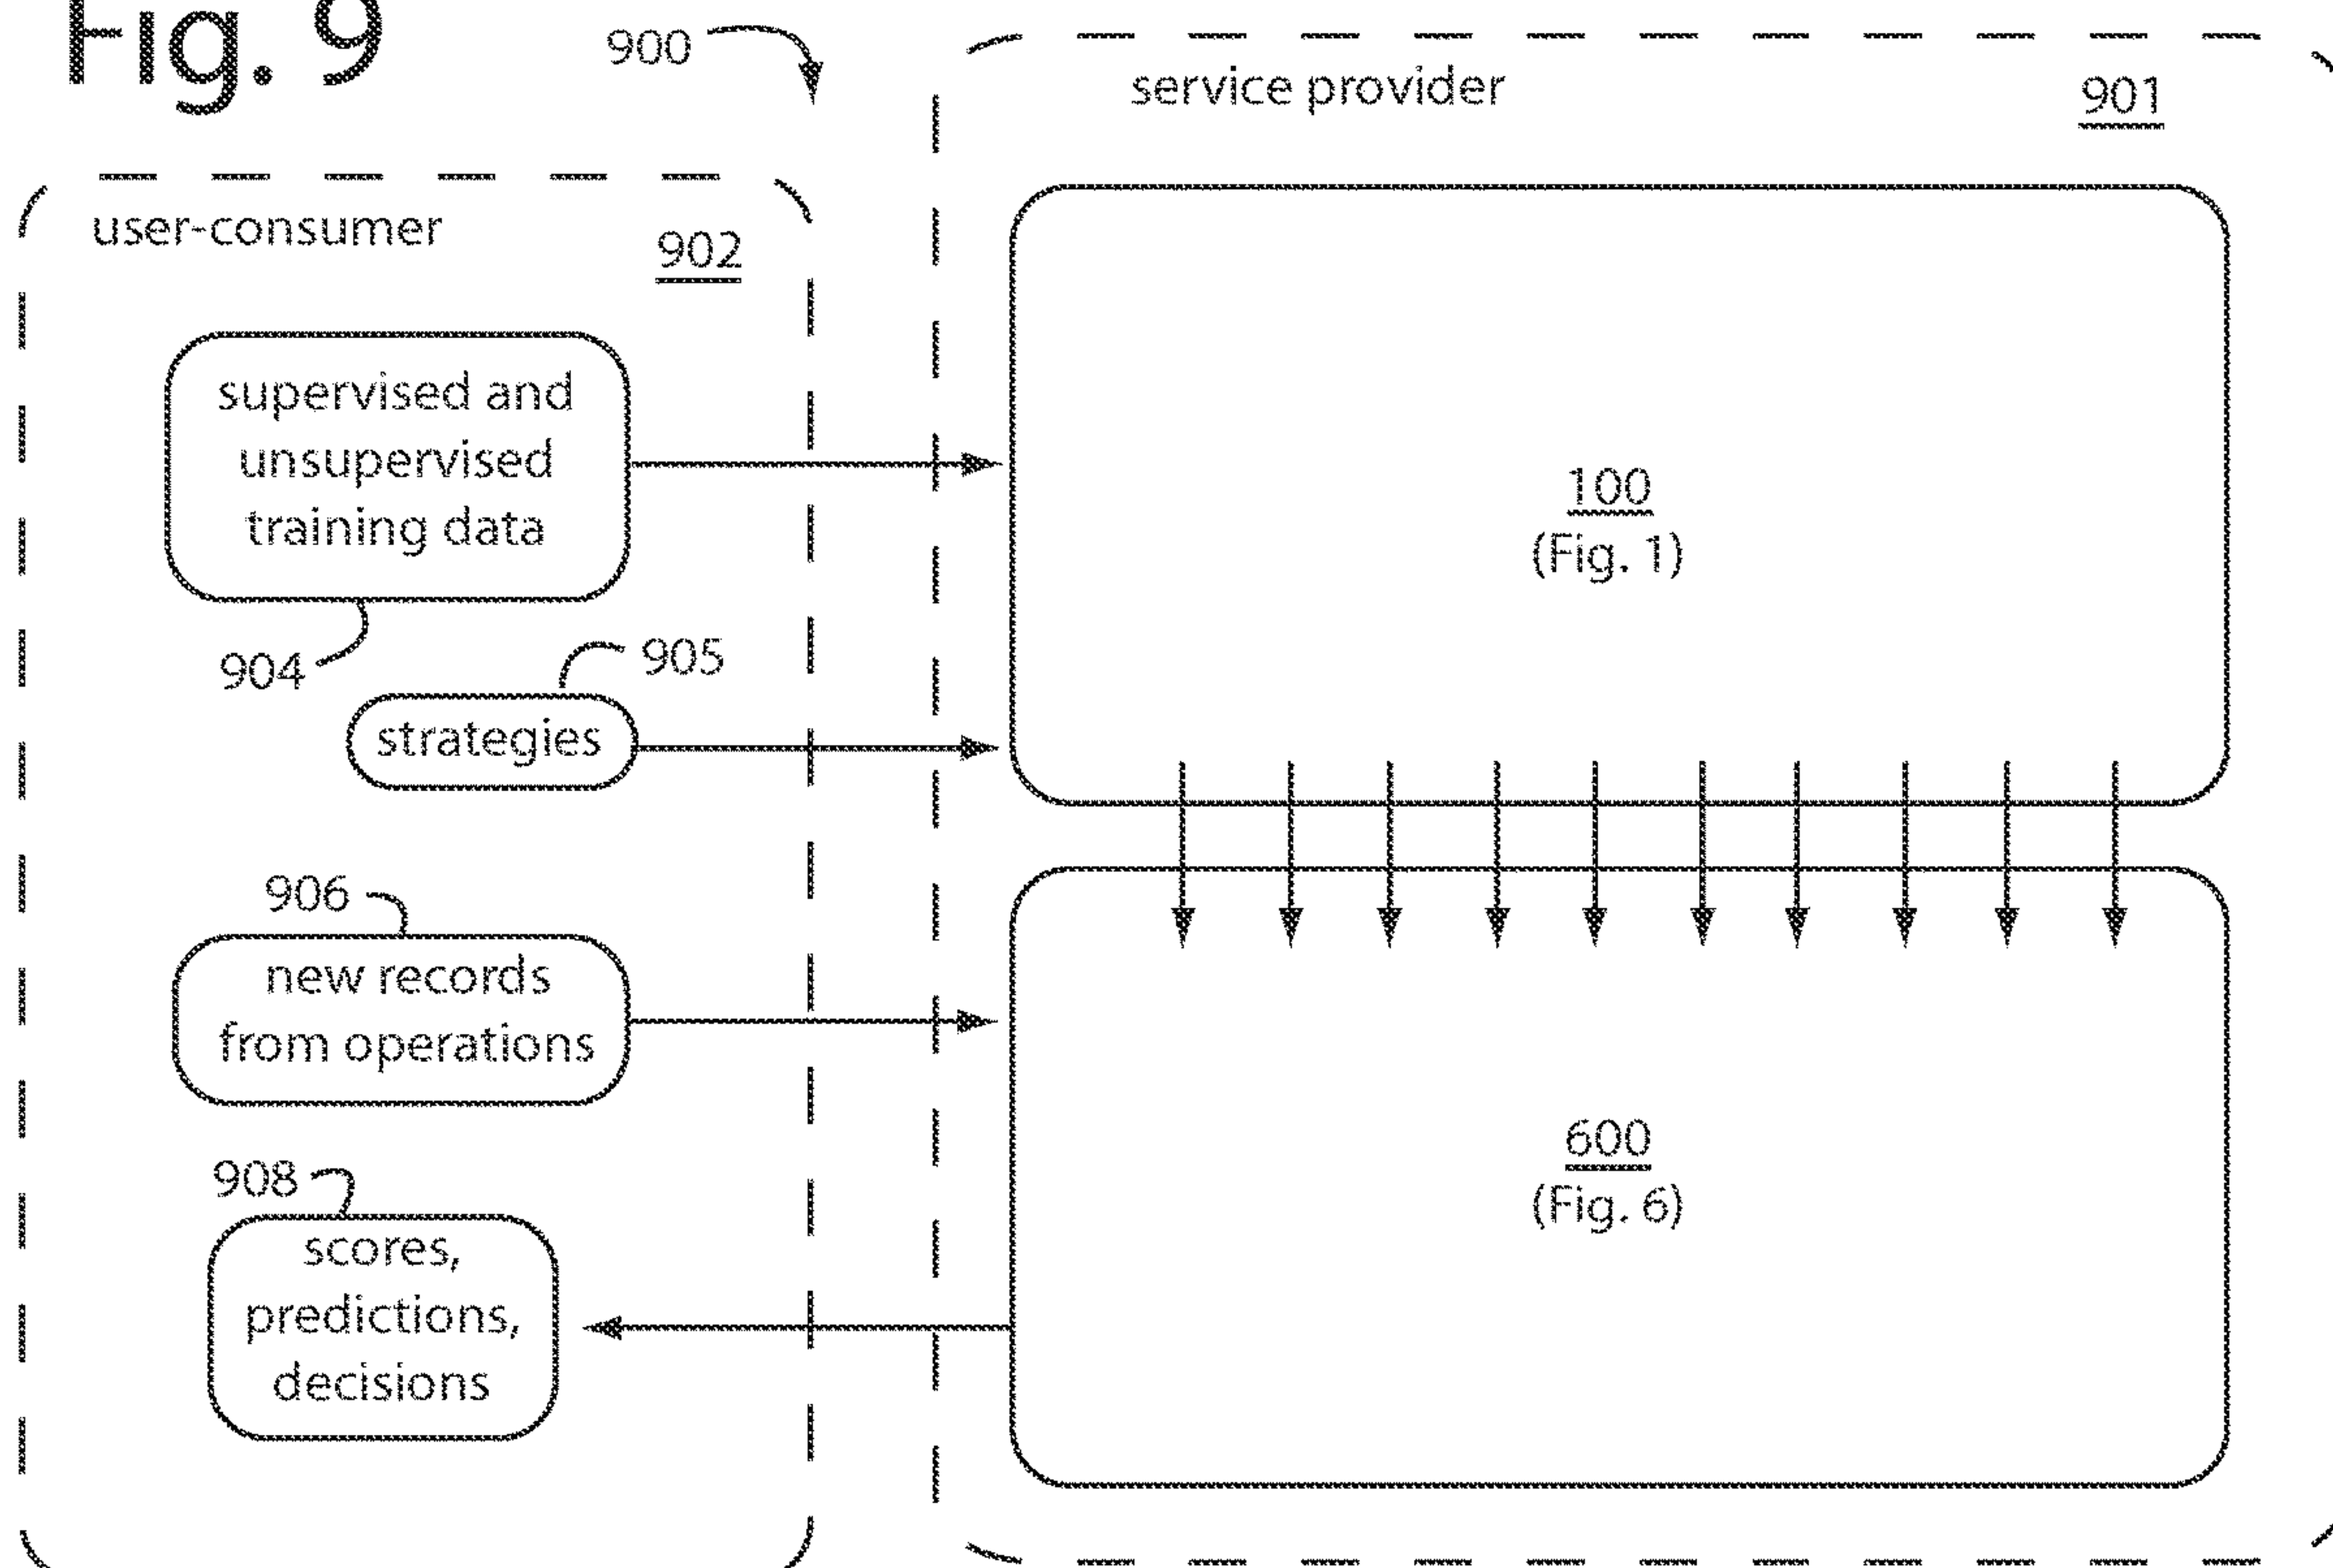 Fig. 9
900
service provider
901
user-consumer
902
supervised and
unsupervised
training data
904
905
strategies
100
(Fig. 1)
906
new records
from operations
908
scores,
predictions,
decisions
600
(Fig. 6)